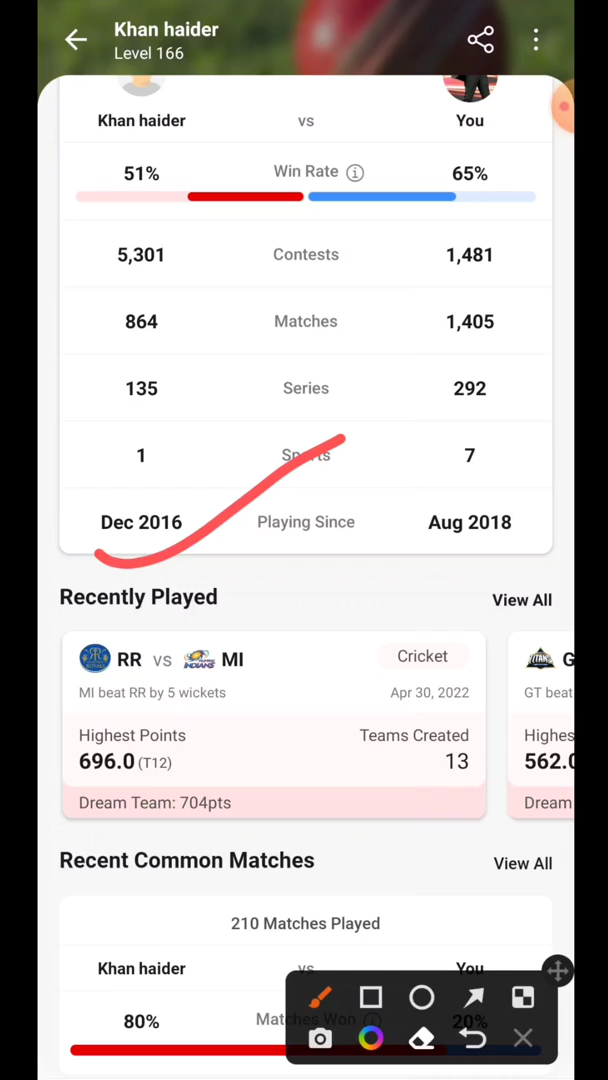 Khan haider
Level 166
Khan haider vs You
51% Win Rate 65%
5,301 Contests 1,481
864 Matches 1,405
135 Series 292
1 Sports 7
Dec 2016 Playing Since Aug 2018
Recently Played View All
RR vs MI Cricket
MI beat RR by 5 wickets Apr 30, 2022
GT beat
Highest Points Teams Created
696.0 (T12) 13
Dream Team: 704pts
Highes
562.0
Dream
Recent Common Matches View All
210 Matches Played
Khan haider vs You
80% Matches Won 20%